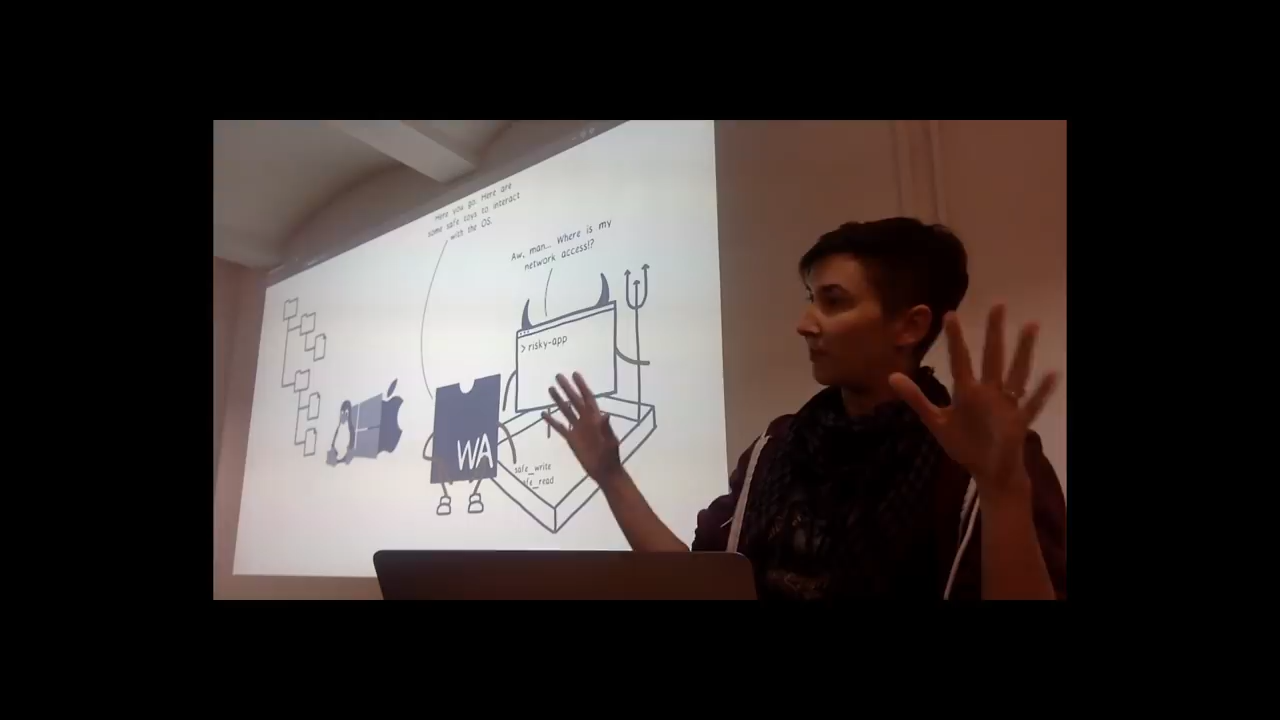 Here you go. Here are
some safe toys to interact
with the OS.
Aw, man... Where is my
network access!?
> risky-app
WA
safe_write
safe_read